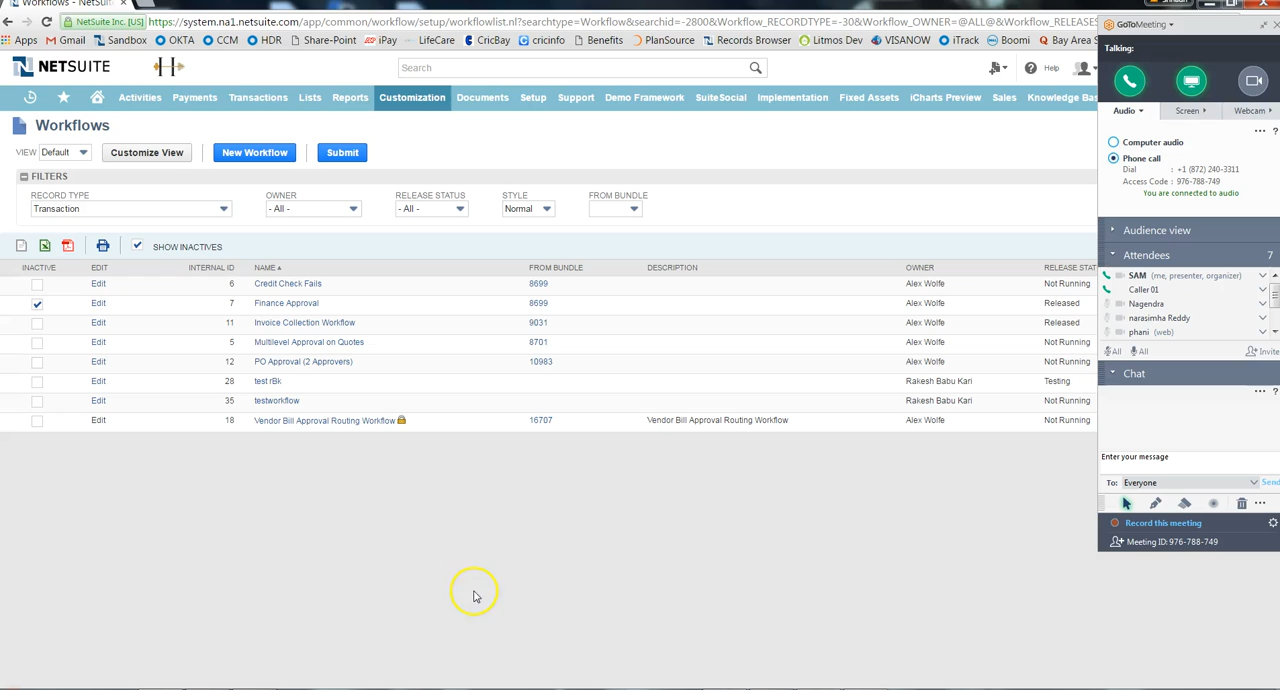 Workflows - NetSuite
NetSuite Inc. [US] https://system.na1.netsuite.com/app/common/workflow/setup/workflowlist.nl?searchtype=Workflow&searchid=-2800&Workflow_RECORDTYPE=-30&Workflow_OWNER=@ALL@&Workflow_RELEASES
Apps Gmail Sandbox OKTA CCM HDR Share-Point iPay LifeCare CricBay cricinfo Benefits PlanSource Records Browser Litmos Dev VISANOW iTrack Boomi Bay Area S
NETSUITE H Search Help
Activities Payments Transactions Lists Reports Customization Documents Setup Support Demo Framework SuiteSocial Implementation Fixed Assets iCharts Preview Sales Knowledge Bas
Workflows
VIEW Default Customize View New Workflow Submit
FILTERS
RECORD TYPE OWNER RELEASE STATUS STYLE FROM BUNDLE
Transaction - All - - All - Normal
SHOW INACTIVES
INACTIVE EDIT INTERNAL ID NAME FROM BUNDLE DESCRIPTION OWNER RELEASE STAT
Edit 6 Credit Check Fails 8699 Alex Wolfe Not Running
Edit 7 Finance Approval 8699 Alex Wolfe Released
Edit 11 Invoice Collection Workflow 9031 Alex Wolfe Released
Edit 5 Multilevel Approval on Quotes 8701 Alex Wolfe Not Running
Edit 12 PO Approval (2 Approvers) 10983 Alex Wolfe Not Running
Edit 28 test rBk Rakesh Babu Kari Testing
Edit 35 testworkflow Rakesh Babu Kari Not Running
Edit 18 Vendor Bill Approval Routing Workflow 16707 Vendor Bill Approval Routing Workflow Alex Wolfe Not Running
GoToMeeting
Talking:
Audio Screen Webcam
Computer audio
Phone call
Dial : +1 (872) 240-3311
Access Code : 976-788-749
You are connected to audio
Audience view
Attendees 7
SAM (me, presenter, organizer)
Caller 01
Nagendra
narasimha Reddy
phani (web)
All All Invite
Chat
Enter your message
To: Everyone Send
Record this meeting
Meeting ID: 976-788-749